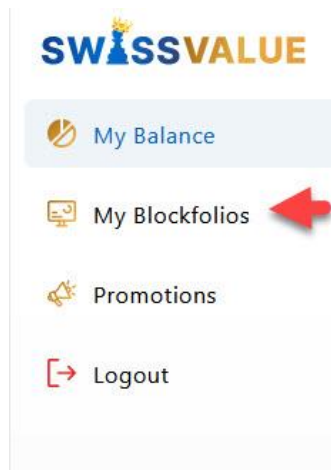 SWISSVALUE
My Balance
My Blockfolios
Promotions
Logout